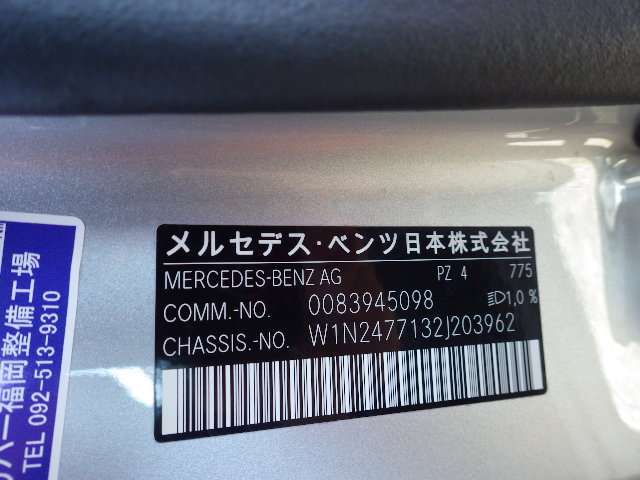 メルセデス・ベンツ日本株式会社
MERCEDES-BENZ AG PZ 4 775
COMM.-NO. 0083945098 1,0 %
CHASSIS.-NO. W1N2477132J203962
福岡整備工場
TEL 092-513-9310